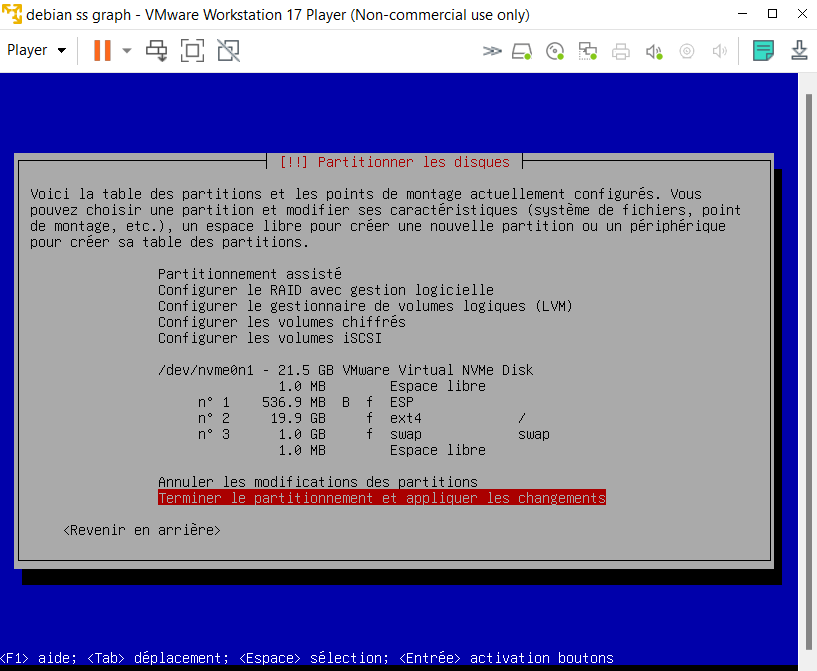 debian ss graph - VMware Workstation 17 Player (Non-commercial use only)
Player
[!!] Partitionner les disques
Voici la table des partitions et les points de montage actuellement configurés. Vous
pouvez choisir une partition et modifier ses caractéristiques (système de fichiers, point
de montage, etc.), un espace libre pour créer une nouvelle partition ou un périphérique
pour créer sa table des partitions.
Partitionnement assisté
Configurer le RAID avec gestion logicielle
Configurer le gestionnaire de volumes logiques (LVM)
Configurer les volumes chiffrés
Configurer les volumes iSCSI
/dev/nvme0n1 - 21.5 GB VMware Virtual NVMe Disk
1.0 MB Espace libre
n° 1 536.9 MB B f ESP
n° 2 19.9 GB f ext4 /
n° 3 1.0 GB f swap swap
1.0 MB Espace libre
Annuler les modifications des partitions
Terminer le partitionnement et appliquer les changements
<Revenir en arrière>
<F1> aide; <Tab> déplacement; <Espace> sélection; <Entrée> activation boutons